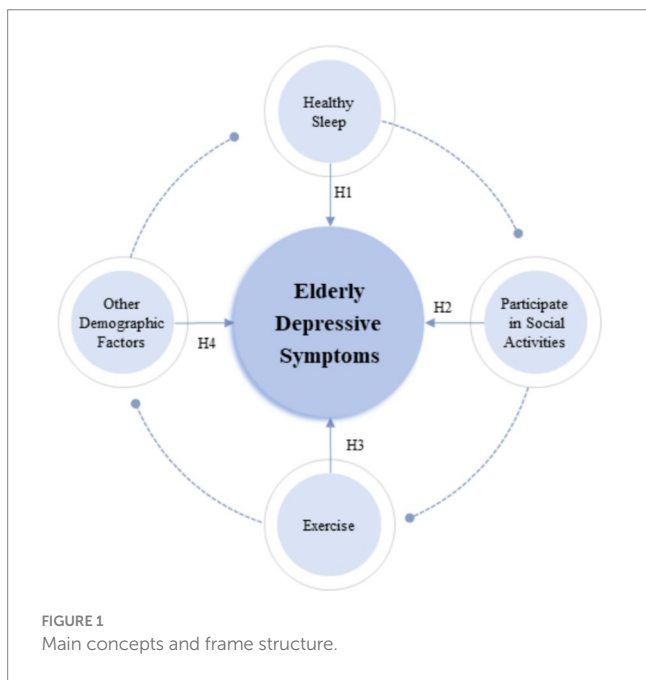 Healthy
Sleep
H1
Other
Demographic
Factors
H4
Elderly
Depressive
Symptoms
H2
Participate
in Social
Activities
H3
Exercise
FIGURE 1
Main concepts and frame structure.